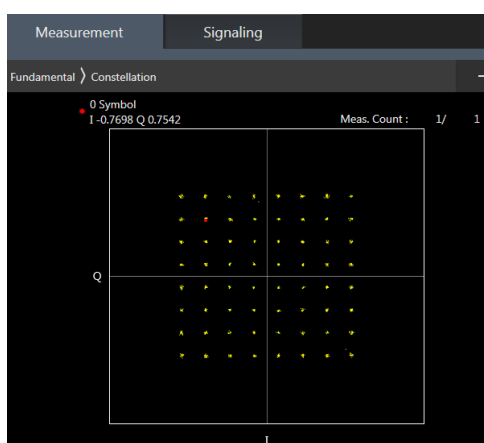 Measurement Signaling
Fundamental 〉 Constellation
0 Symbol
I -0.7698 Q 0.7542 Meas. Count : 1/ 1
Q
I